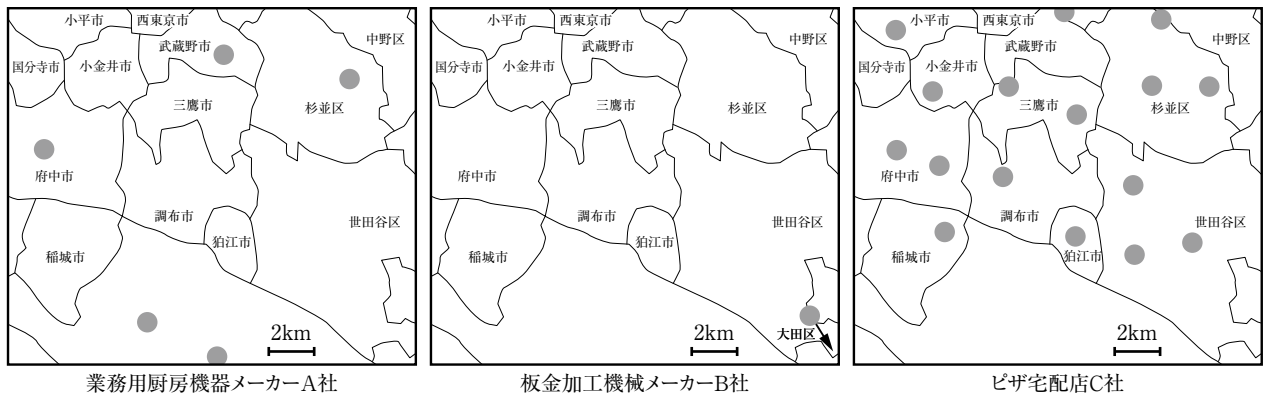 小平市
西東京市
中野区
武蔵野市
国分寺市
小金井市
三鷹市
杉並区
府中市
調布市
世田谷区
狛江市
稲城市
2km
業務用厨房機器メーカーA社
小平市
西東京市
中野区
武蔵野市
国分寺市
小金井市
三鷹市
杉並区
府中市
調布市
世田谷区
狛江市
稲城市
大田区
2km
板金加工機械メーカーB社
小平市
西東京市
中野区
武蔵野市
国分寺市
小金井市
三鷹市
杉並区
府中市
調布市
世田谷区
狛江市
稲城市
2km
ピザ宅配店C社